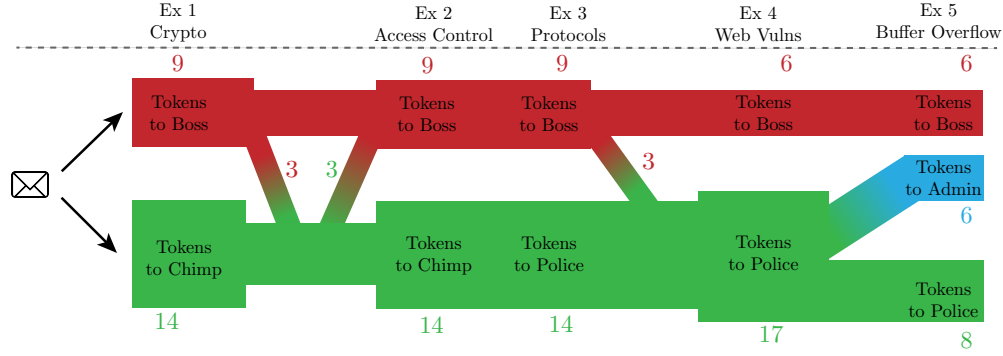 Ex 1
Crypto
Ex 2
Access Control
Ex 3
Protocols
Ex 4
Web Vulns
Ex 5
Buffer Overflow
9
9
9
6
6
Tokens
to Boss
Tokens
to Boss
Tokens
to Boss
Tokens
to Boss
Tokens
to Boss
3
3
3
Tokens
to Admin
6
Tokens
to Chimp
Tokens
to Chimp
Tokens
to Police
Tokens
to Police
Tokens
to Police
14
14
14
17
8